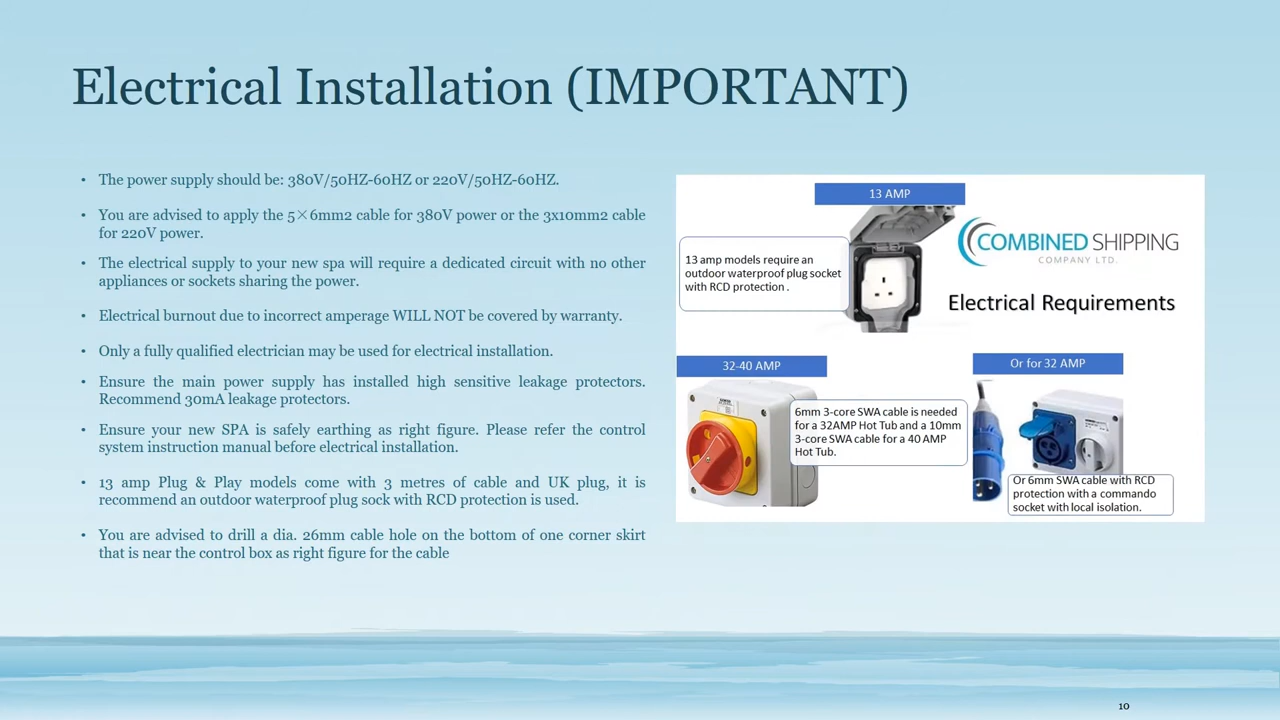 Electrical Installation (IMPORTANT)
• The power supply should be: 380V/50HZ-60HZ or 220V/50HZ-60HZ.
• You are advised to apply the 5×6mm2 cable for 380V power or the 3x10mm2 cable
for 220V power.
• The electrical supply to your new spa will require a dedicated circuit with no other
appliances or sockets sharing the power.
• Electrical burnout due to incorrect amperage WILL NOT be covered by warranty.
• Only a fully qualified electrician may be used for electrical installation.
• Ensure the main power supply has installed high sensitive leakage protectors.
Recommend 30mA leakage protectors.
• Ensure your new SPA is safely earthing as right figure. Please refer the control
system instruction manual before electrical installation.
• 13 amp Plug & Play models come with 3 metres of cable and UK plug, it is
recommend an outdoor waterproof plug sock with RCD protection is used.
• You are advised to drill a dia. 26mm cable hole on the bottom of one corner skirt
that is near the control box as right figure for the cable
13 AMP
13 amp models require an
outdoor waterproof plug socket
with RCD protection .
COMBINED SHIPPING
COMPANY LTD.
Electrical Requirements
32-40 AMP
6mm 3-core SWA cable is needed
for a 32AMP Hot Tub and a 10mm
3-core SWA cable for a 40 AMP
Hot Tub.
Or for 32 AMP
Or 6mm SWA cable with RCD
protection with a commando
socket with local isolation.
10